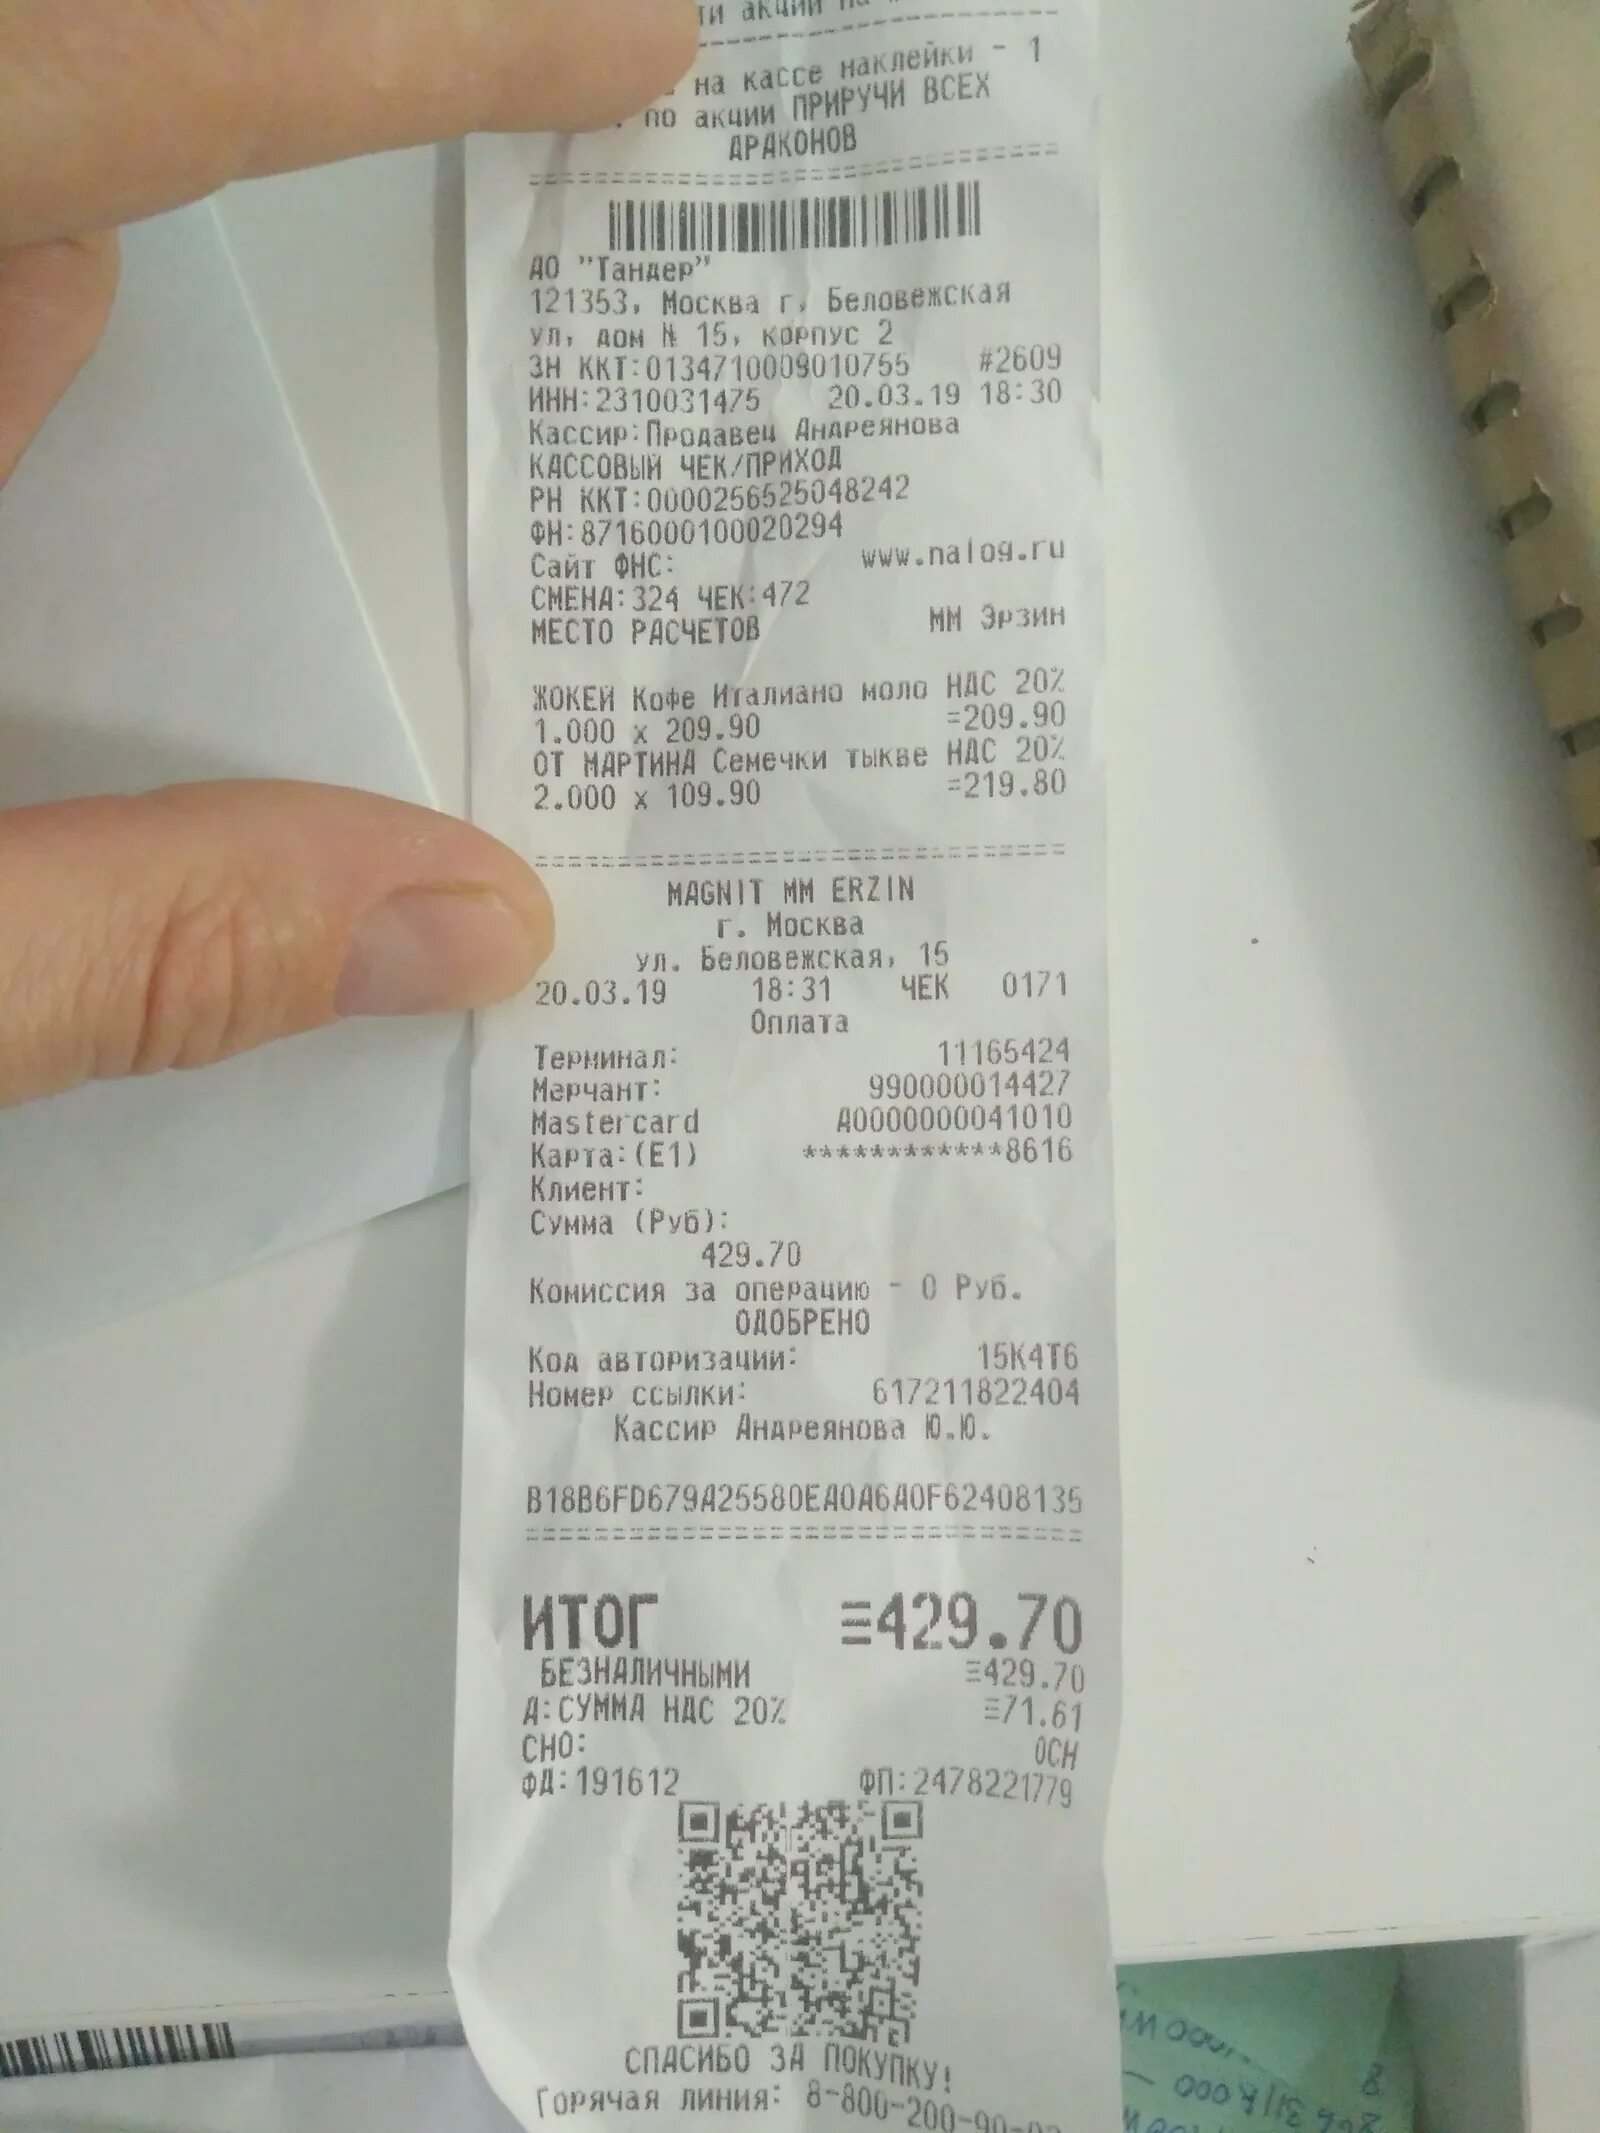 ти акции на
на кассе наклейки - 1
по акции ПРИРУЧИ ВСЕХ
ДРАКОНОВ
АО "Тандер"
121353, Москва г, Беловежская
ул, дом № 15, корпус 2
ЗН ККТ:0134710009010755 #2609
ИНН:2310031475 20.03.19 18:30
Кассир:Продавец Андреянова
КАССОВЫЙ ЧЕК/ПРИХОД
РН ККТ:0000256525048242
ФН:8716000100020294
Сайт ФНС: www.nalog.ru
СМЕНА:324 ЧЕК:472
МЕСТО РАСЧЕТОВ ММ Эрзин
ЖОКЕЙ Кофе Италиано моло НДС 20%
1.000 x 209.90 =209.90
ОТ МАРТИНА Семечки тыкве НДС 20%
2.000 x 109.90 =219.80
MAGNIT MM ERZIN
г. Москва
ул. Беловежская, 15
20.03.19 18:31 ЧЕК 0171
Оплата
Терминал: 11165424
Мерчант: 990000014427
Mastercard A0000000041010
Карта:(E1) ************8616
Клиент:
Сумма (Руб):
429.70
Комиссия за операцию - 0 Руб.
ОДОБРЕНО
Код авторизации: 15K4T6
Номер ссылки: 617211822404
Кассир Андреянова Ю.Ю.
B18B6FD679A25580EA0A6A0F62408135
ИТОГ ≡429.70
БЕЗНАЛИЧНЫМИ ≡429.70
А:СУММА НДС 20% ≡71.61
СНО: ОСН
ФД:191612 ФП:2478221779
СПАСИБО ЗА ПОКУПКУ!
Горячая линия: 8-800-200-90-